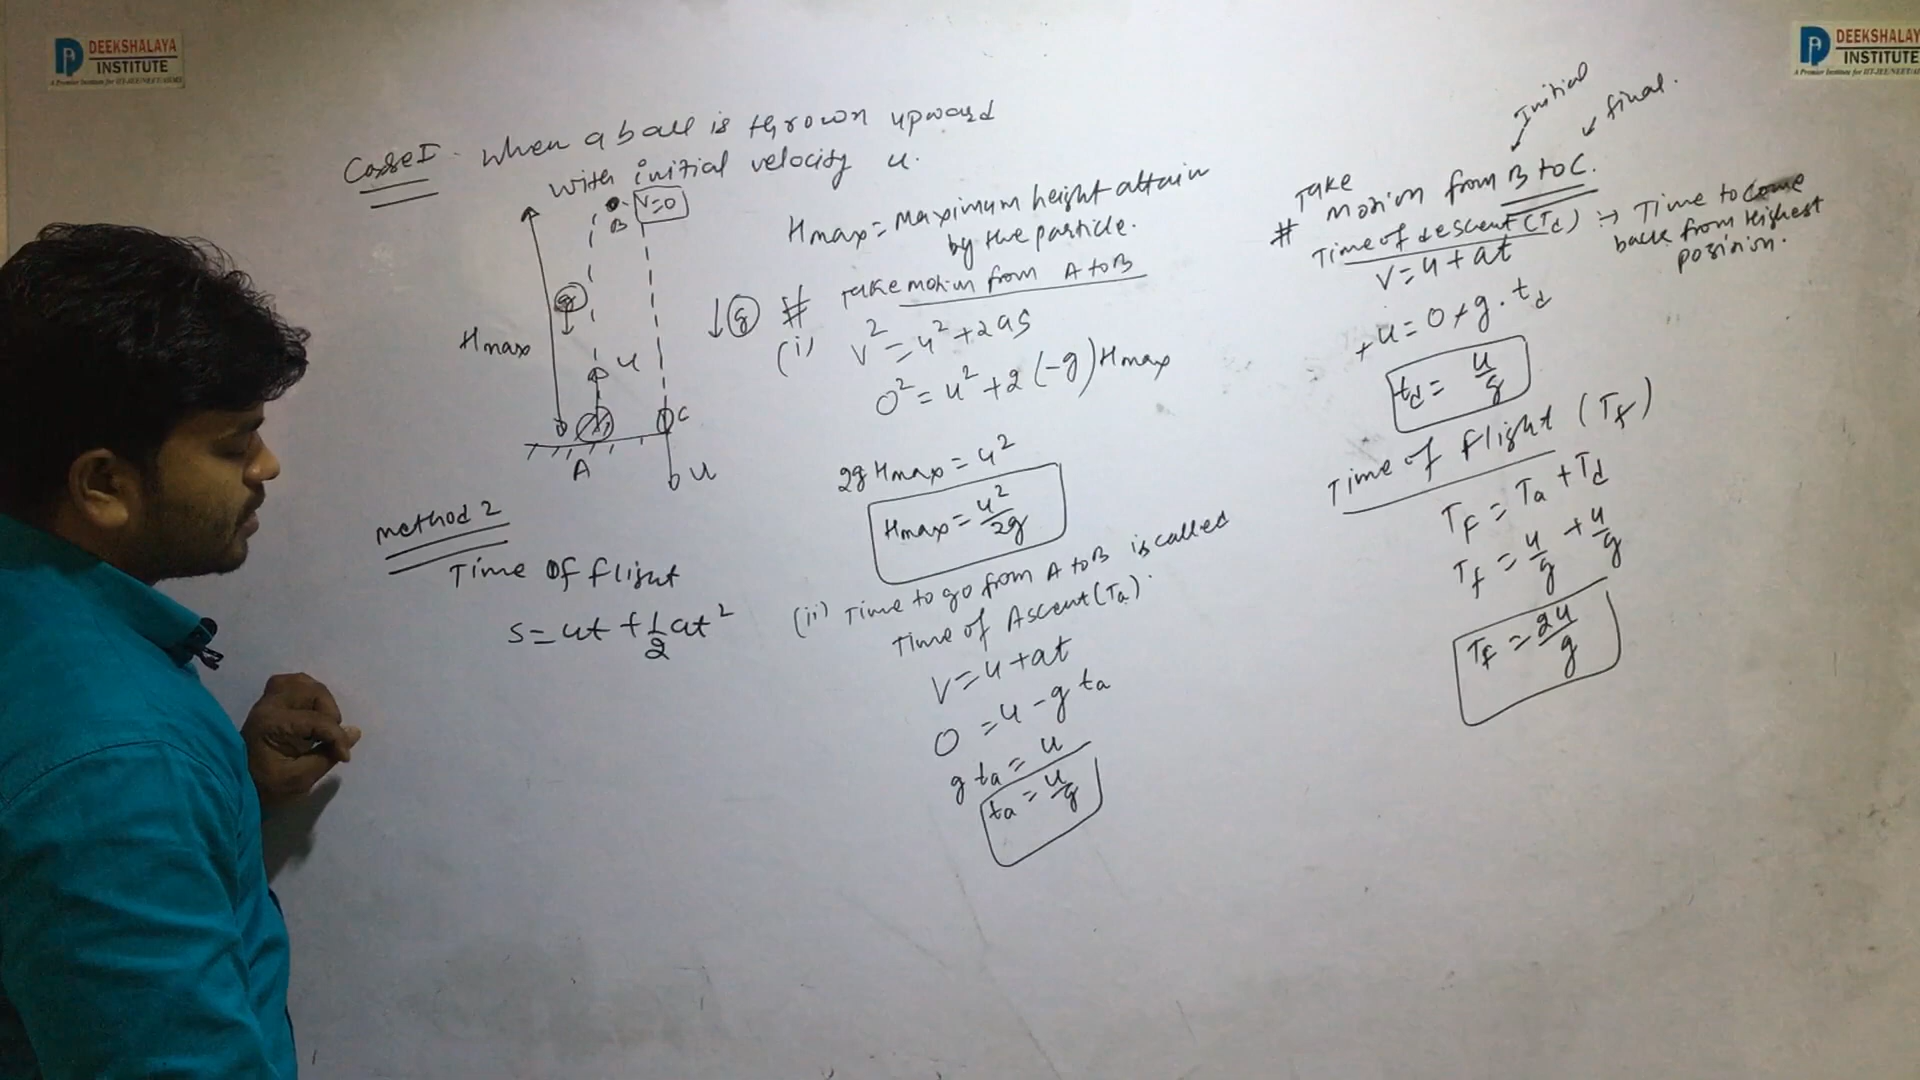 DEEKSHALAYA
INSTITUTE
A Premier Institute for IIT-JEE/NEET/AIIMS
DEEKSHALAY
INSTITUTE
A Premier Institute for IIT-JEE/NEET/AI
Case I - When a ball is thrown upward
with initial velocity u.
B V=0
g
Hmax
u
A
C
u
↓ g
Hmax = Maximum height attain
by the particle.
# Take motion from A to B
(i) v² = u² + 2as
0² = u² + 2(-g) Hmax
2g Hmax = u²
Hmax = u²/2g
(ii) Time to go from A to B is called
Time of Ascent (Ta).
v = u + at
0 = u - g ta
g ta = u
ta = u/g
Initial
final.
# Take
Motion from B to C.
Time of descent (Td) :→ Time to come
back from Highest
position.
v = u + at
+u = 0 + g.td
td = u/g
Time of flight (Tf)
Tf = Ta + Td
Tf = u/g + u/g
Tf = 2u/g
Method 2
Time Of flight
s = ut + 1/2 at²